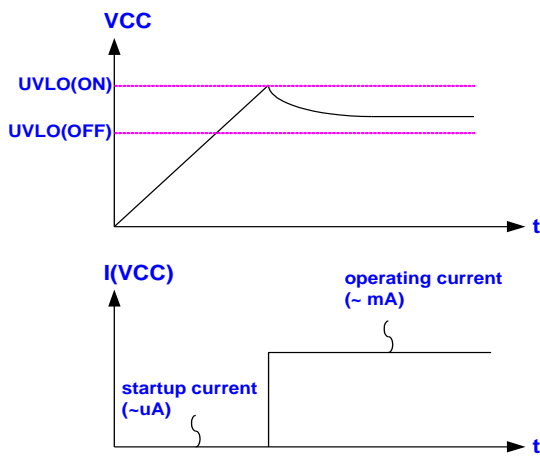 VCC
UVLO(ON)
UVLO(OFF)
t
I(VCC)
operating current
(~ mA)
startup current
(~uA)
t